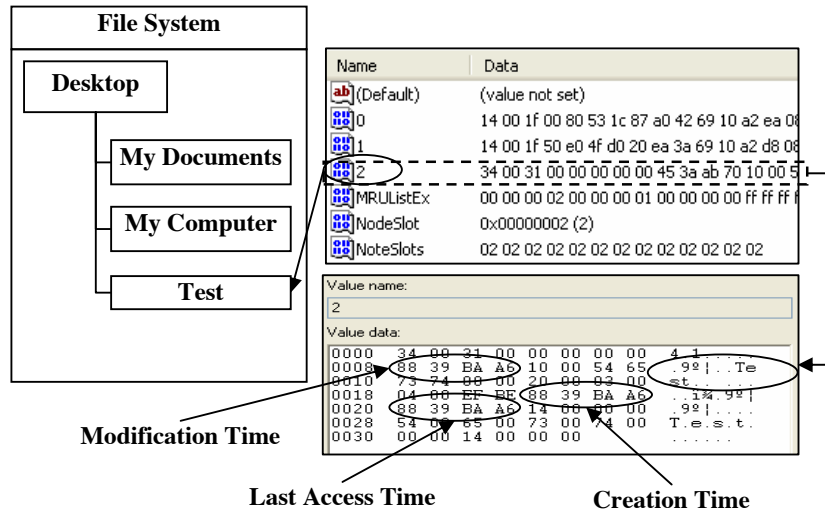 File System
Desktop
My Documents
My Computer
Test
Name Data
ab (Default) (value not set)
0 14 00 1f 00 80 53 1c 87 a0 42 69 10 a2 ea 08
1 14 00 1f 50 e0 4f d0 20 ea 3a 69 10 a2 d8 08
2 34 00 31 00 00 00 00 00 45 3a ab 70 10 00 5
MRUListEx 00 00 00 00 02 00 00 00 01 00 00 00 ff ff ff f
NodeSlot 0x00000002 (2)
NoteSlots 02 02 02 02 02 02 02 02 02 02 02 02
Value name:
2
Value data:
0000 34 00 31 00 00 00 00 00 4.1.....
0008 88 39 BA A6 10 00 54 65 .9º¦..Te
0010 73 74 00 00 20 00 03 00 st......
0018 04 00 EF BE 88 39 BA A6 ..ï¾.9º¦
0020 88 39 BA A6 14 00 00 00 .9º¦....
0028 54 00 65 00 73 00 74 00 T.e.s.t.
0030 00 00 14 00 00 00 ......
Modification Time
Last Access Time
Creation Time